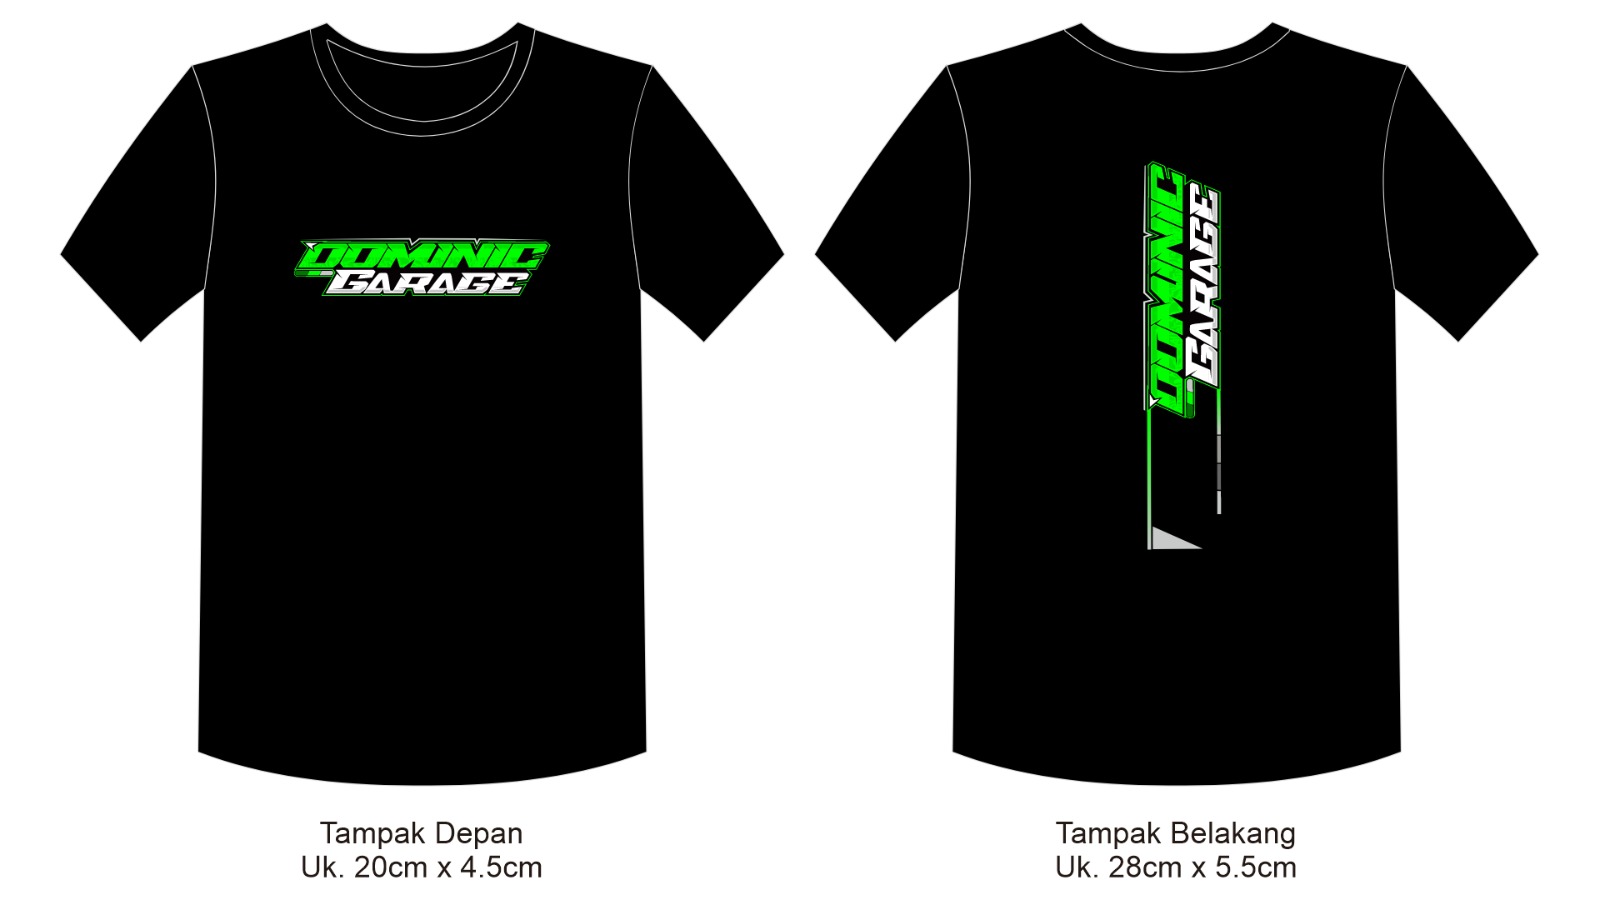 DOMINIC
GARAGE
DOMINIC
GARAGE
Tampak Depan
Uk. 20cm x 4.5cm
Tampak Belakang
Uk. 28cm x 5.5cm